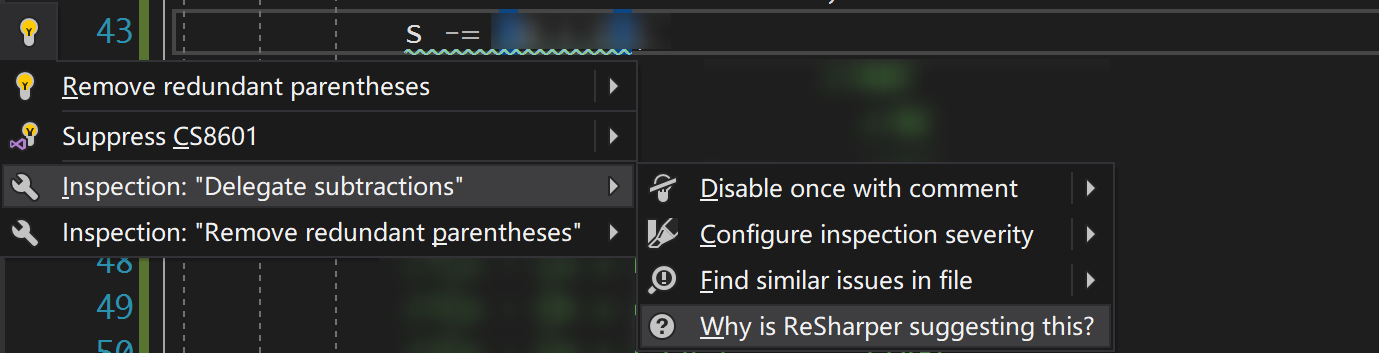 43 s -=
Remove redundant parentheses
Suppress CS8601
Inspection: "Delegate subtractions"
Inspection: "Remove redundant parentheses"
Disable once with comment
Configure inspection severity
Find similar issues in file
Why is ReSharper suggesting this?
48
49
50